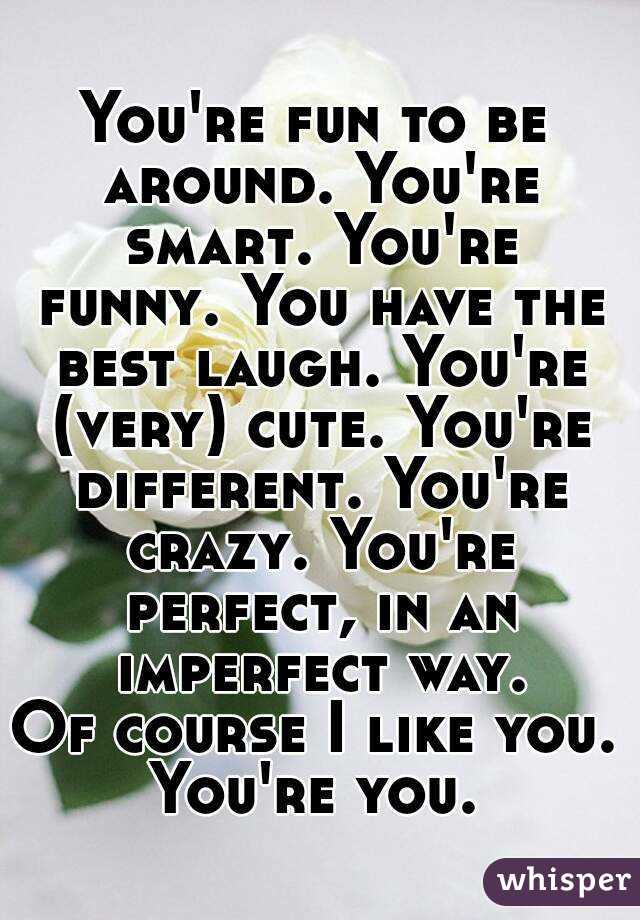 You're fun to be
around. You're
smart. You're
funny. You have the
best laugh. You're
(very) cute. You're
different. You're
crazy. You're
perfect, in an
imperfect way.
Of course I like you.
You're you.
whisper